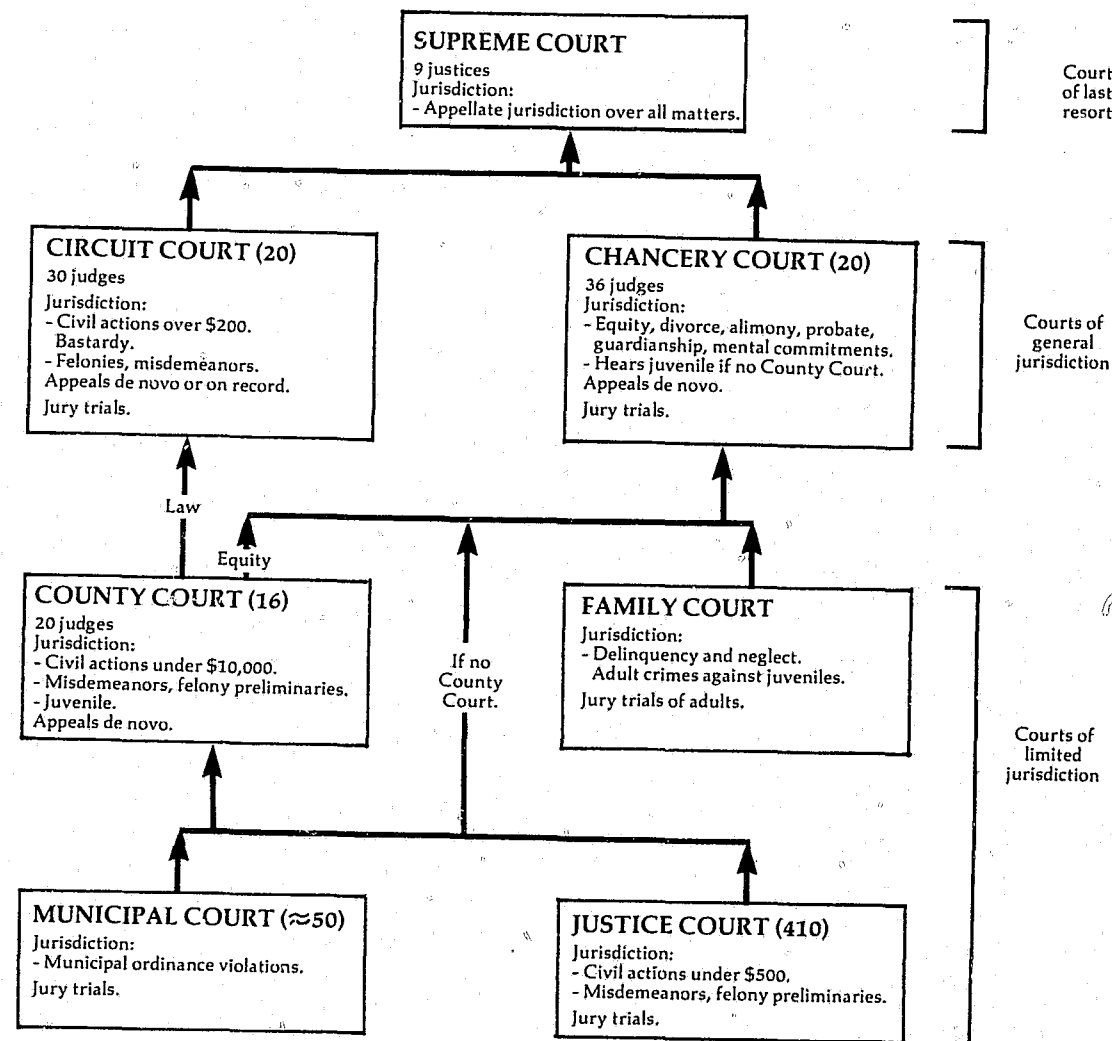 SUPREME COURT
9 justices
Jurisdiction:
- Appellate jurisdiction over all matters.
Court
of last
resort
CIRCUIT COURT (20)
30 judges
Jurisdiction:
- Civil actions over $200.
Bastardy.
- Felonies, misdemeanors.
Appeals de novo or on record.
Jury trials.
CHANCERY COURT (20)
36 judges
Jurisdiction:
- Equity, divorce, alimony, probate,
guardianship, mental commitments.
- Hears juvenile if no County Court.
Appeals de novo.
Jury trials.
Courts of
general
jurisdiction
Law
Equity
COUNTY COURT (16)
20 judges
Jurisdiction:
- Civil actions under $10,000.
- Misdemeanors, felony preliminaries.
- Juvenile.
Appeals de novo.
If no
County
Court.
FAMILY COURT
Jurisdiction:
- Delinquency and neglect.
Adult crimes against juveniles.
Jury trials of adults.
Courts of
limited
jurisdiction
MUNICIPAL COURT (≈50)
Jurisdiction:
- Municipal ordinance violations.
Jury trials.
JUSTICE COURT (410)
Jurisdiction:
- Civil actions under $500.
- Misdemeanors, felony preliminaries.
Jury trials.